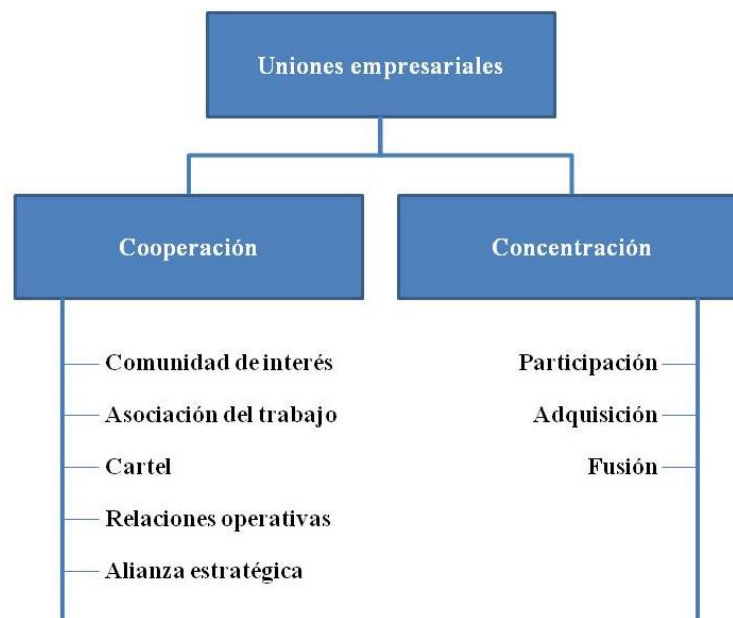 Uniones empresariales
Cooperación
Concentración
Comunidad de interés
Asociación del trabajo
Cartel
Relaciones operativas
Alianza estratégica
Participación
Adquisición
Fusión